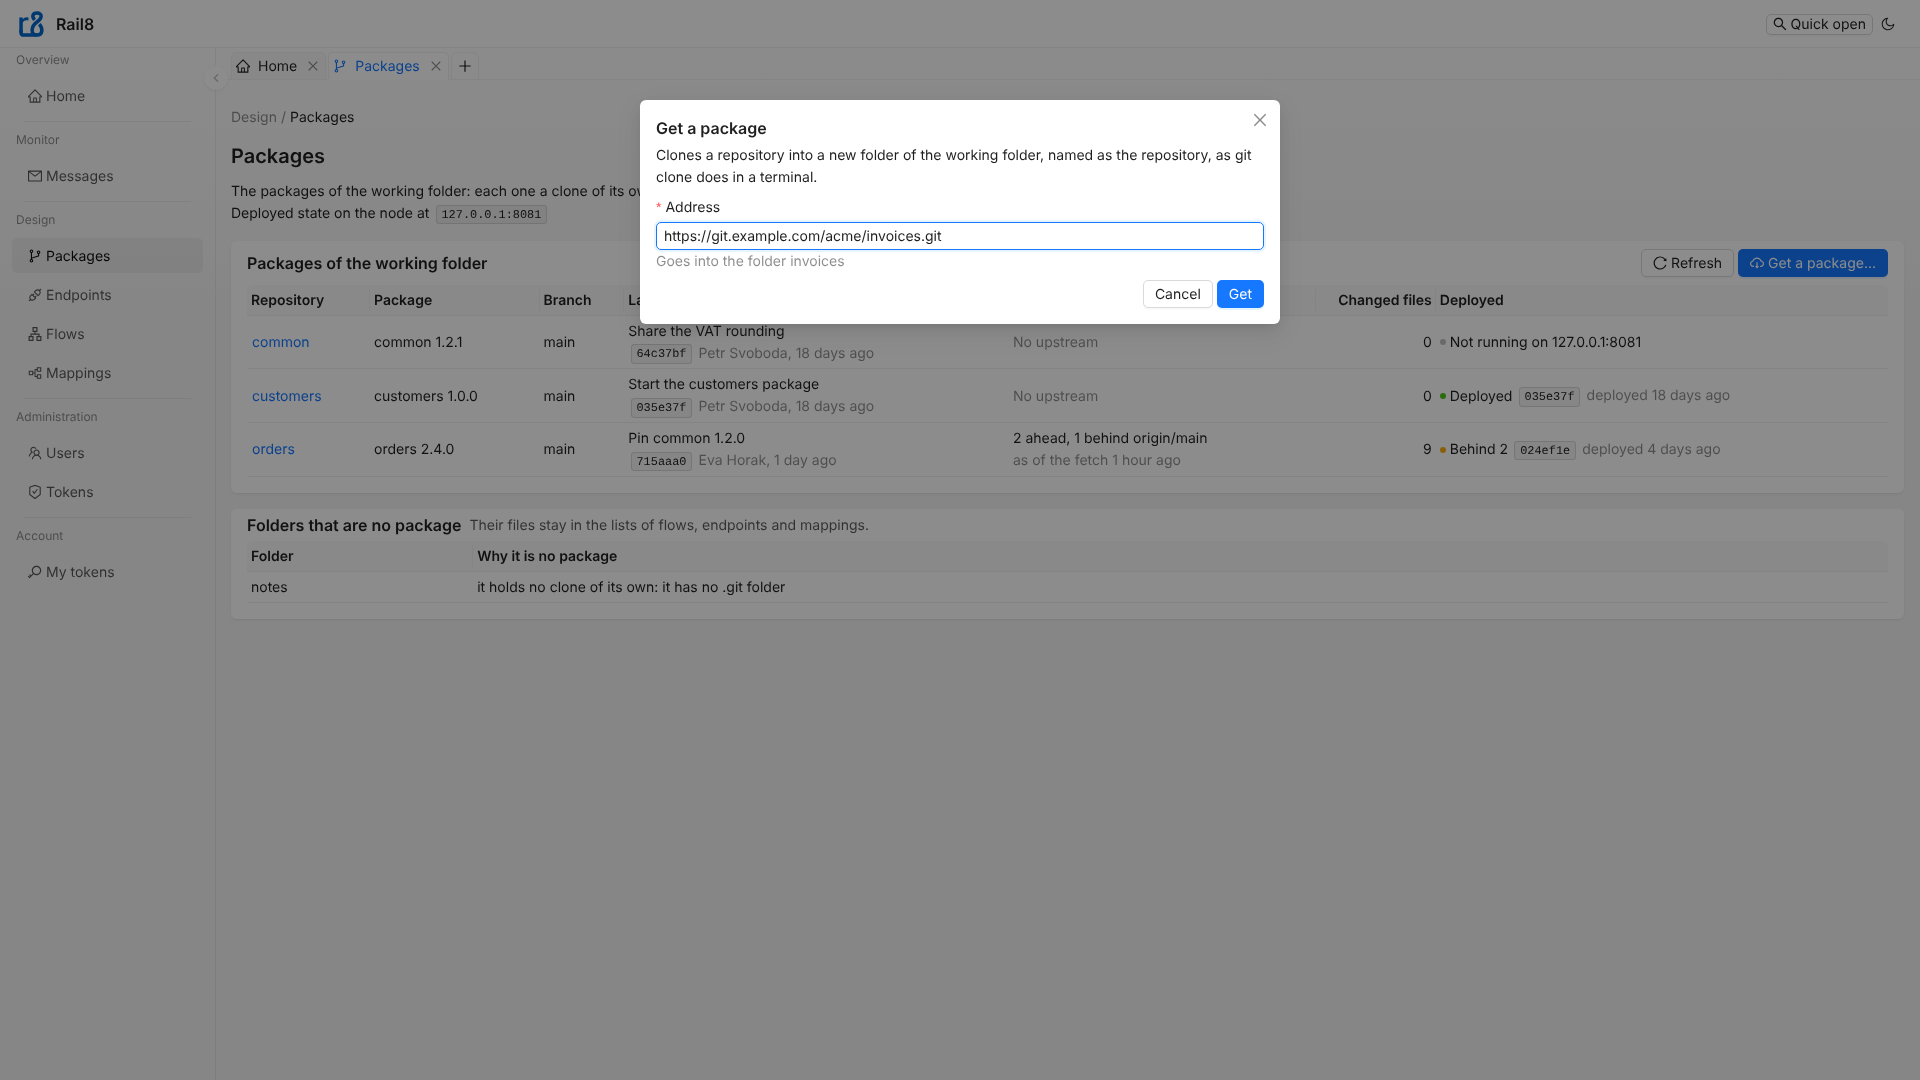 Rail8
Quick open
Overview
Home
Monitor
Messages
Design
Packages
Endpoints
Flows
Mappings
Administration
Users
Tokens
Account
My tokens
Home
Packages
Design / Packages
Packages
The packages of the working folder: each one a clone of its
Deployed state on the node at 127.0.0.1:8081
Get a package
Clones a repository into a new folder of the working folder, named as the repository, as git
clone does in a terminal.
* Address
https://git.example.com/acme/invoices.git
Goes into the folder invoices
Cancel Get
Packages of the working folder
Refresh Get a package...
Repository Package Branch Changed files Deployed
common common 1.2.1 main Share the VAT rounding No upstream 0 Not running on 127.0.0.1:8081
64c37bf Petr Svoboda, 18 days ago
customers customers 1.0.0 main Start the customers package No upstream 0 Deployed 035e37f deployed 18 days ago
035e37f Petr Svoboda, 18 days ago
orders orders 2.4.0 main Pin common 1.2.0 2 ahead, 1 behind origin/main 9 Behind 2 024ef1e deployed 4 days ago
715aaa0 Eva Horak, 1 day ago as of the fetch 1 hour ago
Folders that are no package Their files stay in the lists of flows, endpoints and mappings.
Folder Why it is no package
notes it holds no clone of its own: it has no .git folder